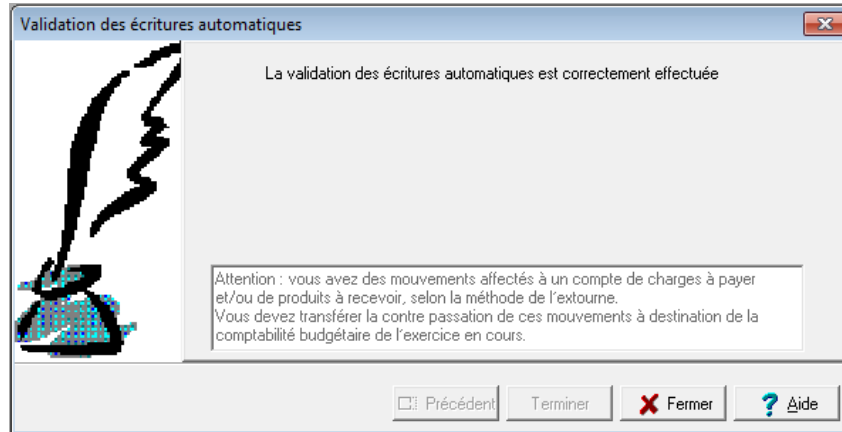 Validation des écritures automatiques
La validation des écritures automatiques est correctement effectuée
Attention : vous avez des mouvements affectés à un compte de charges à payer
et/ou de produits à recevoir, selon la méthode de l'extourne.
Vous devez transférer la contre passation de ces mouvements à destination de la
comptabilité budgétaire de l'exercice en cours.
Précédent Terminer Fermer Aide